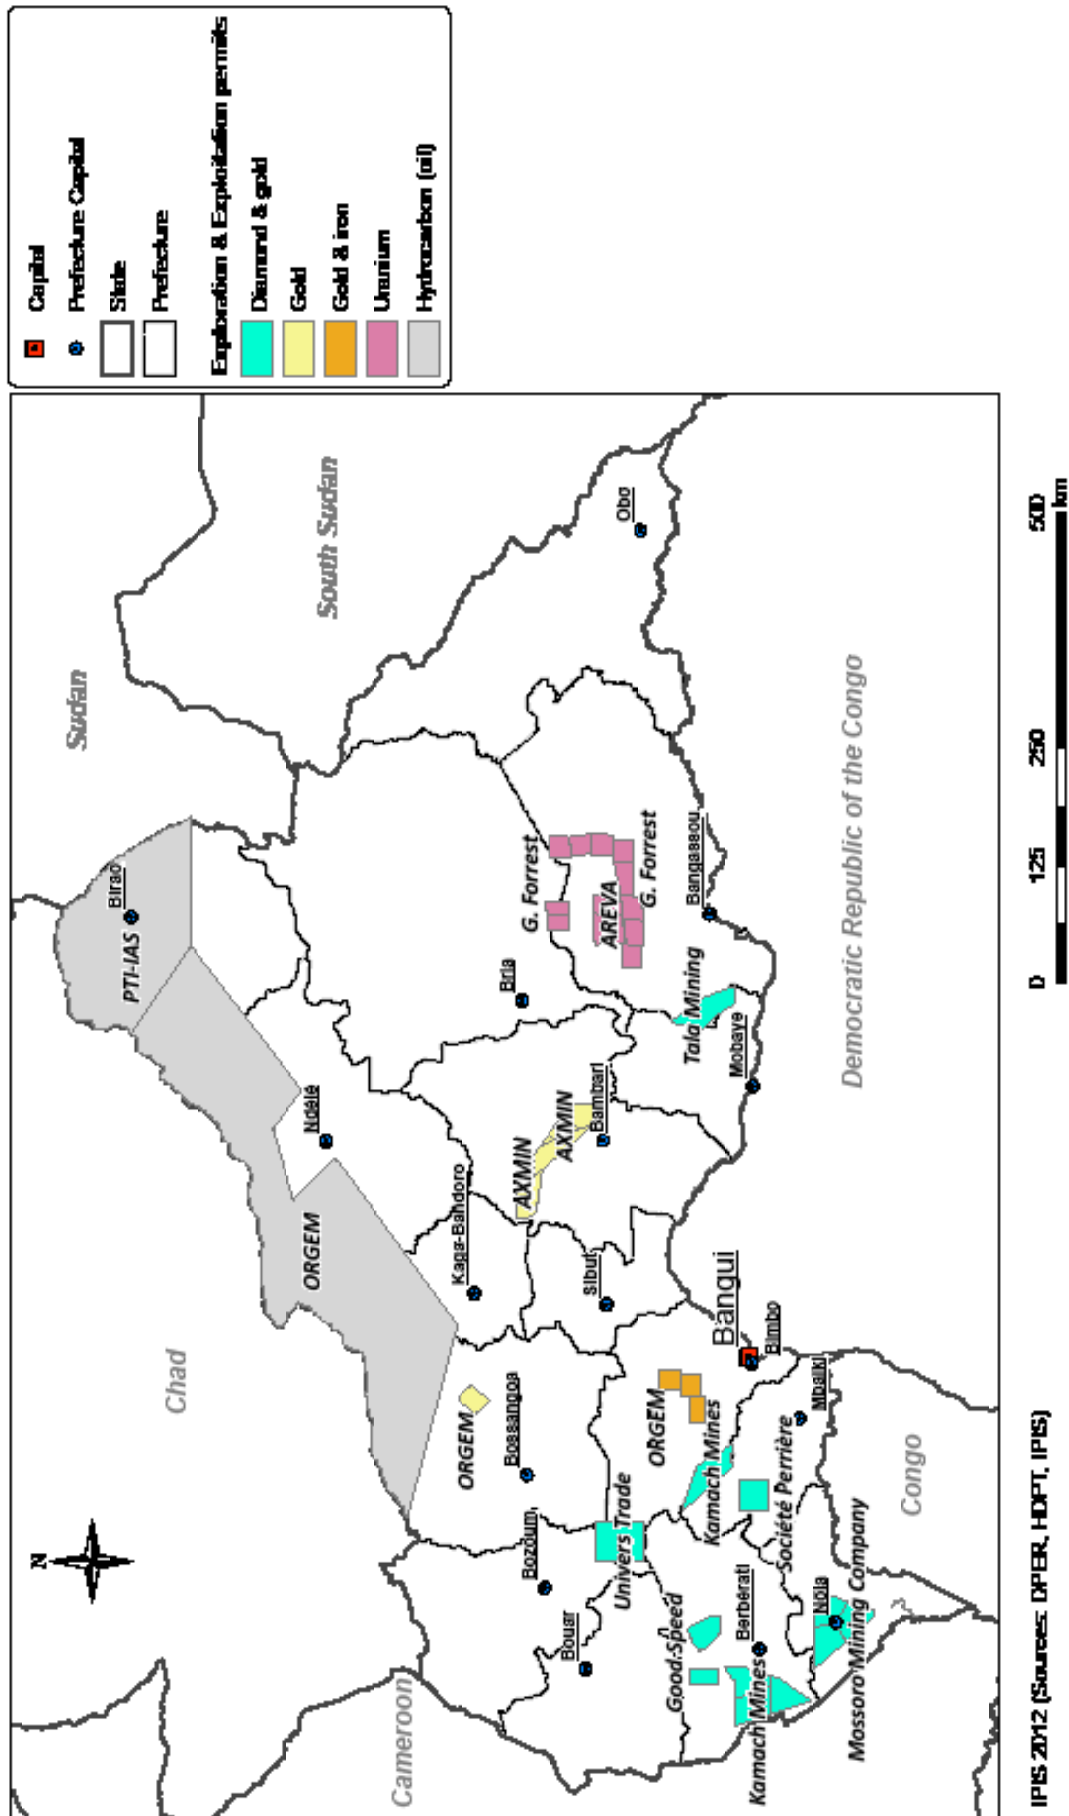 N
Sudan
Chad
South Sudan
Cameroon
Congo
Democratic Republic of the Congo
Birao
PTI-IAS
Ndélé
ORGEM
Kaga-Bandoro
ORGEM
Bossangoa
Bozoum
Bouar
Bria
AXMIN
AXMIN
Bambari
Sibut
G. Forrest
AREVA
G. Forrest
Obo
Bangassou
Tala Mining
Mobaye
Bangui
Bimbo
Mbaiki
ORGEM
Kamach Mines
Univers Trade
Société Perrière
Good-Speed
Berberati
Kamach Mines
Nola
Mossoro Mining Company
Capital
Prefecture Capital
State
Prefecture
Exploration & Exploitation permits
Diamond & gold
Gold
Gold & iron
Uranium
Hydrocarbon (oil)
IPIS 2012 (Sources: DPER, HDPT, IPIS)
0 125 250 500
km